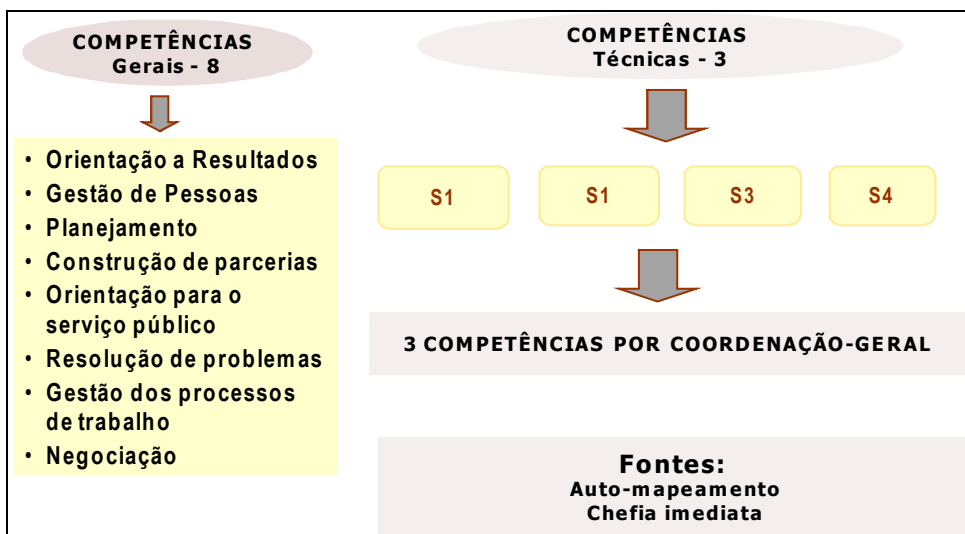 COMPETÊNCIAS
Gerais - 8
• Orientação a Resultados
• Gestão de Pessoas
• Planejamento
• Construção de parcerias
• Orientação para o
serviço público
• Resolução de problemas
• Gestão dos processos
de trabalho
• Negociação
COMPETÊNCIAS
Técnicas - 3
S1
S1
S3
S4
3 COMPETÊNCIAS POR COORDENAÇÃO-GERAL
Fontes:
Auto-mapeamento
Chefia imediata